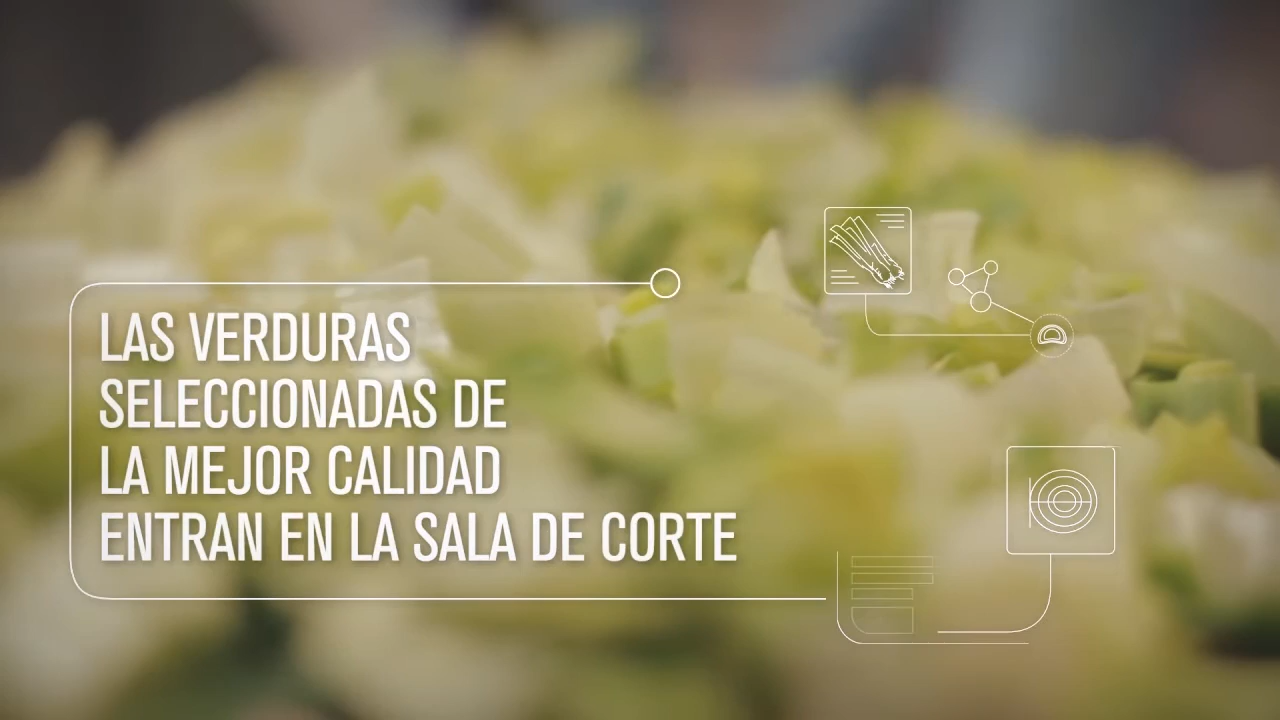 LAS VERDURAS
SELECCIONADAS DE
LA MEJOR CALIDAD
ENTRAN EN LA SALA DE CORTE